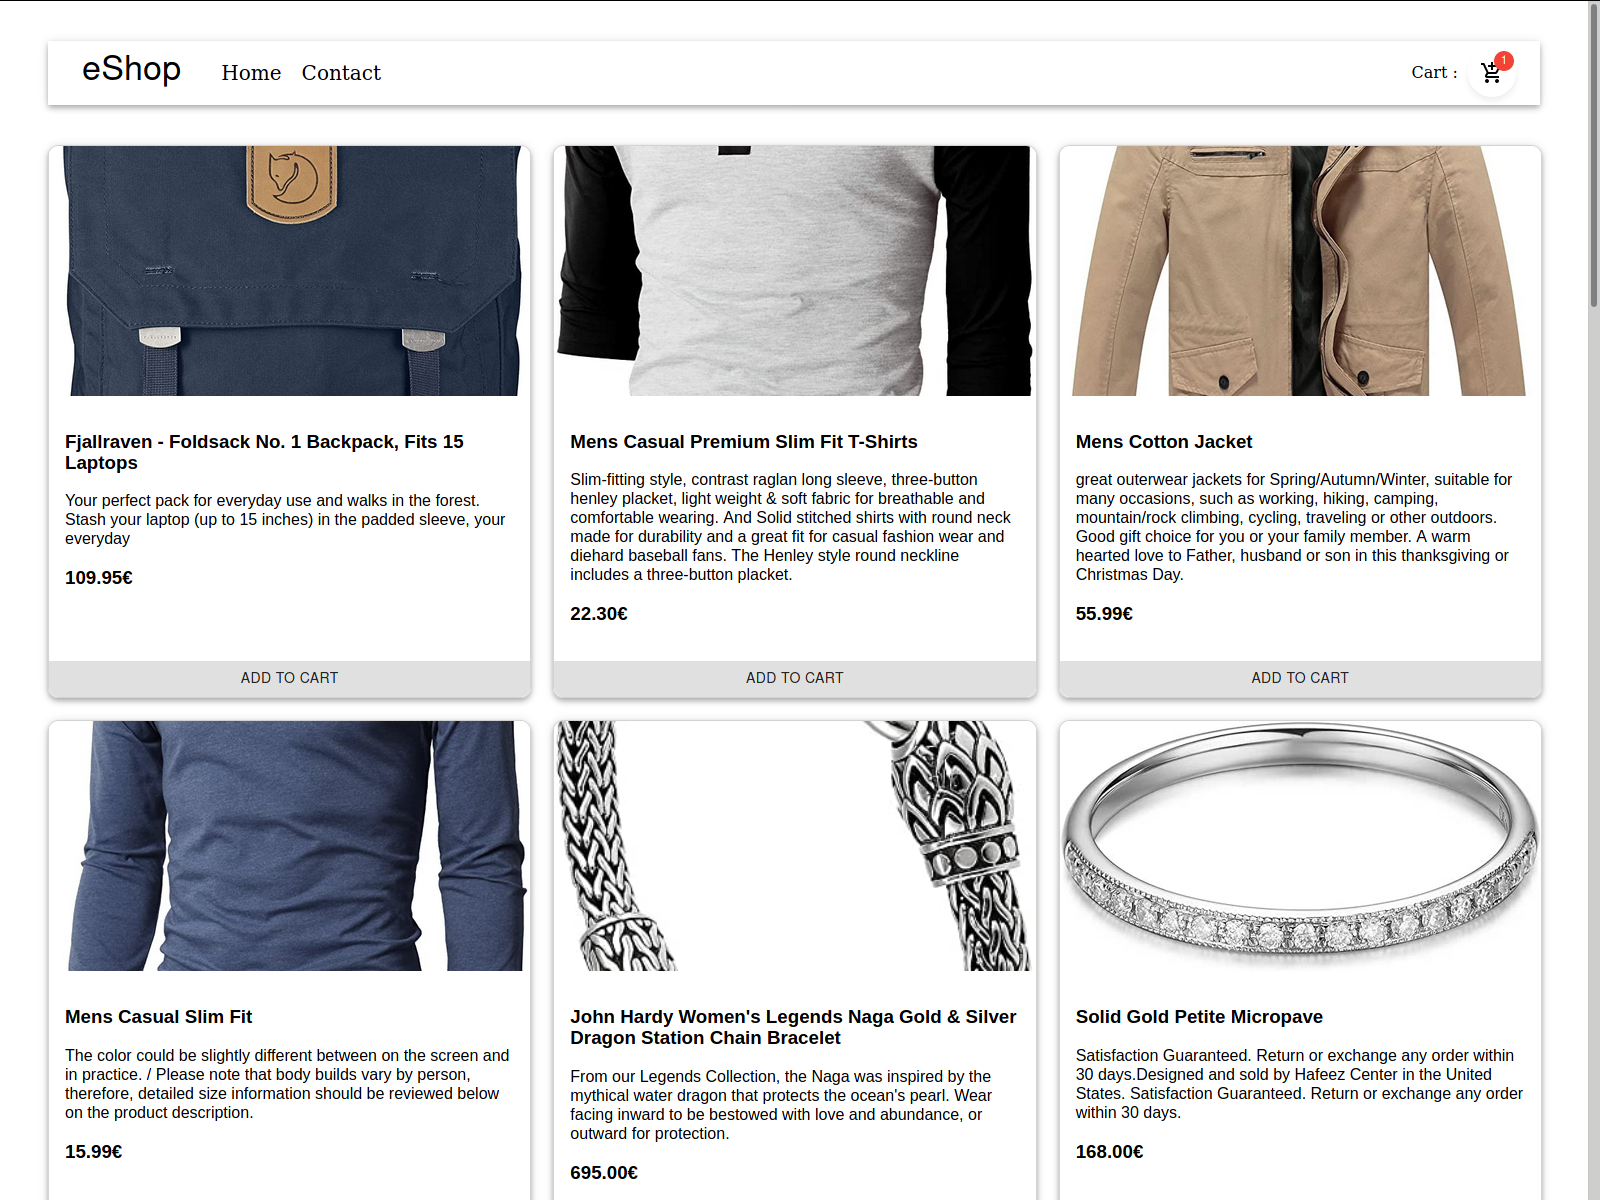 eShop
Home
Contact
Cart :
1
Fjallraven - Foldsack No. 1 Backpack, Fits 15
Laptops
Your perfect pack for everyday use and walks in the forest.
Stash your laptop (up to 15 inches) in the padded sleeve, your
everyday
109.95€
ADD TO CART
Mens Casual Premium Slim Fit T-Shirts
Slim-fitting style, contrast raglan long sleeve, three-button
henley placket, light weight & soft fabric for breathable and
comfortable wearing. And Solid stitched shirts with round neck
made for durability and a great fit for casual fashion wear and
diehard baseball fans. The Henley style round neckline
includes a three-button placket.
22.30€
ADD TO CART
Mens Cotton Jacket
great outerwear jackets for Spring/Autumn/Winter, suitable for
many occasions, such as working, hiking, camping,
mountain/rock climbing, cycling, traveling or other outdoors.
Good gift choice for you or your family member. A warm
hearted love to Father, husband or son in this thanksgiving or
Christmas Day.
55.99€
ADD TO CART
Mens Casual Slim Fit
The color could be slightly different between on the screen and
in practice. / Please note that body builds vary by person,
therefore, detailed size information should be reviewed below
on the product description.
15.99€
John Hardy Women's Legends Naga Gold & Silver
Dragon Station Chain Bracelet
From our Legends Collection, the Naga was inspired by the
mythical water dragon that protects the ocean's pearl. Wear
facing inward to be bestowed with love and abundance, or
outward for protection.
695.00€
Solid Gold Petite Micropave
Satisfaction Guaranteed. Return or exchange any order within
30 days.Designed and sold by Hafeez Center in the United
States. Satisfaction Guaranteed. Return or exchange any order
within 30 days.
168.00€